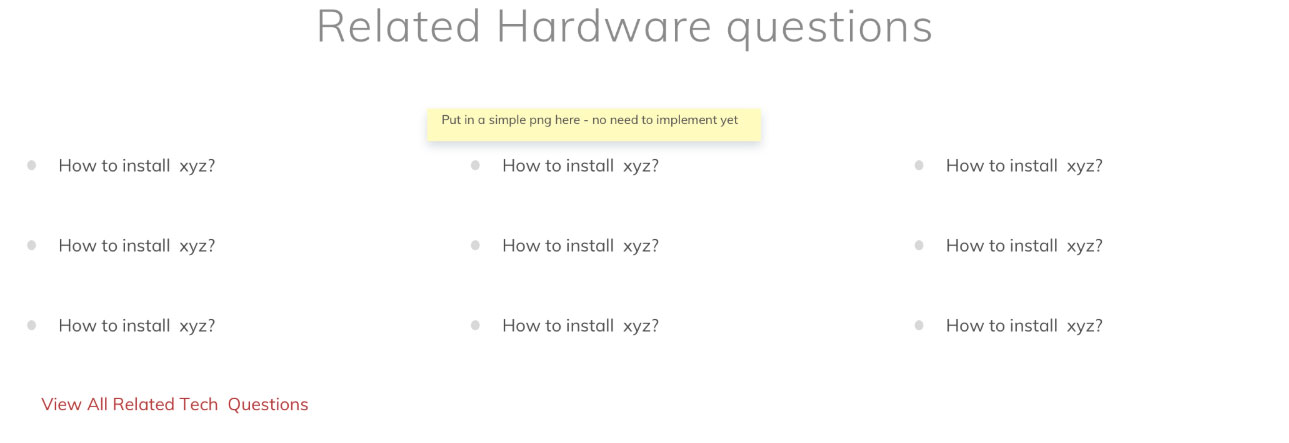 Related Hardware questions
Put in a simple png here - no need to implement yet
How to install xyz? How to install xyz? How to install xyz?
How to install xyz? How to install xyz? How to install xyz?
How to install xyz? How to install xyz? How to install xyz?
View All Related Tech Questions